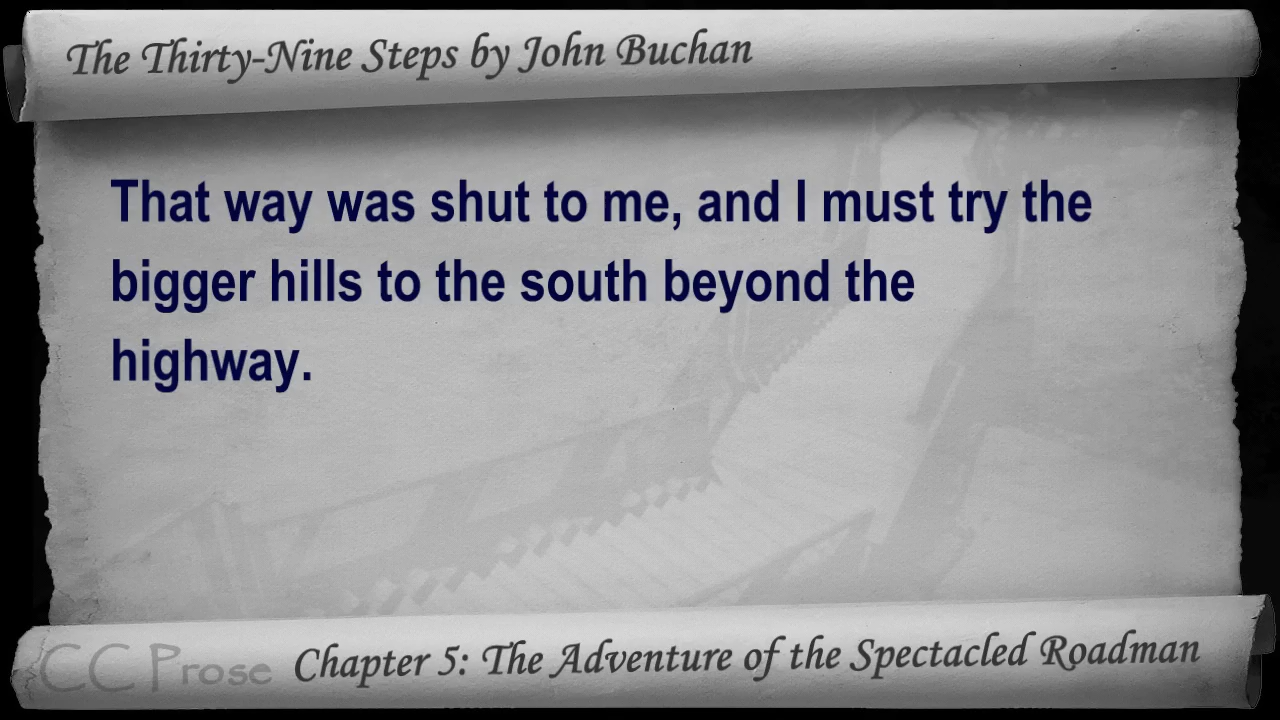 The Thirty-Nine Steps by John Buchan
That way was shut to me, and I must try the
bigger hills to the south beyond the
highway.
CC Prose
Chapter 5: The Adventure of the Spectacled Roadman